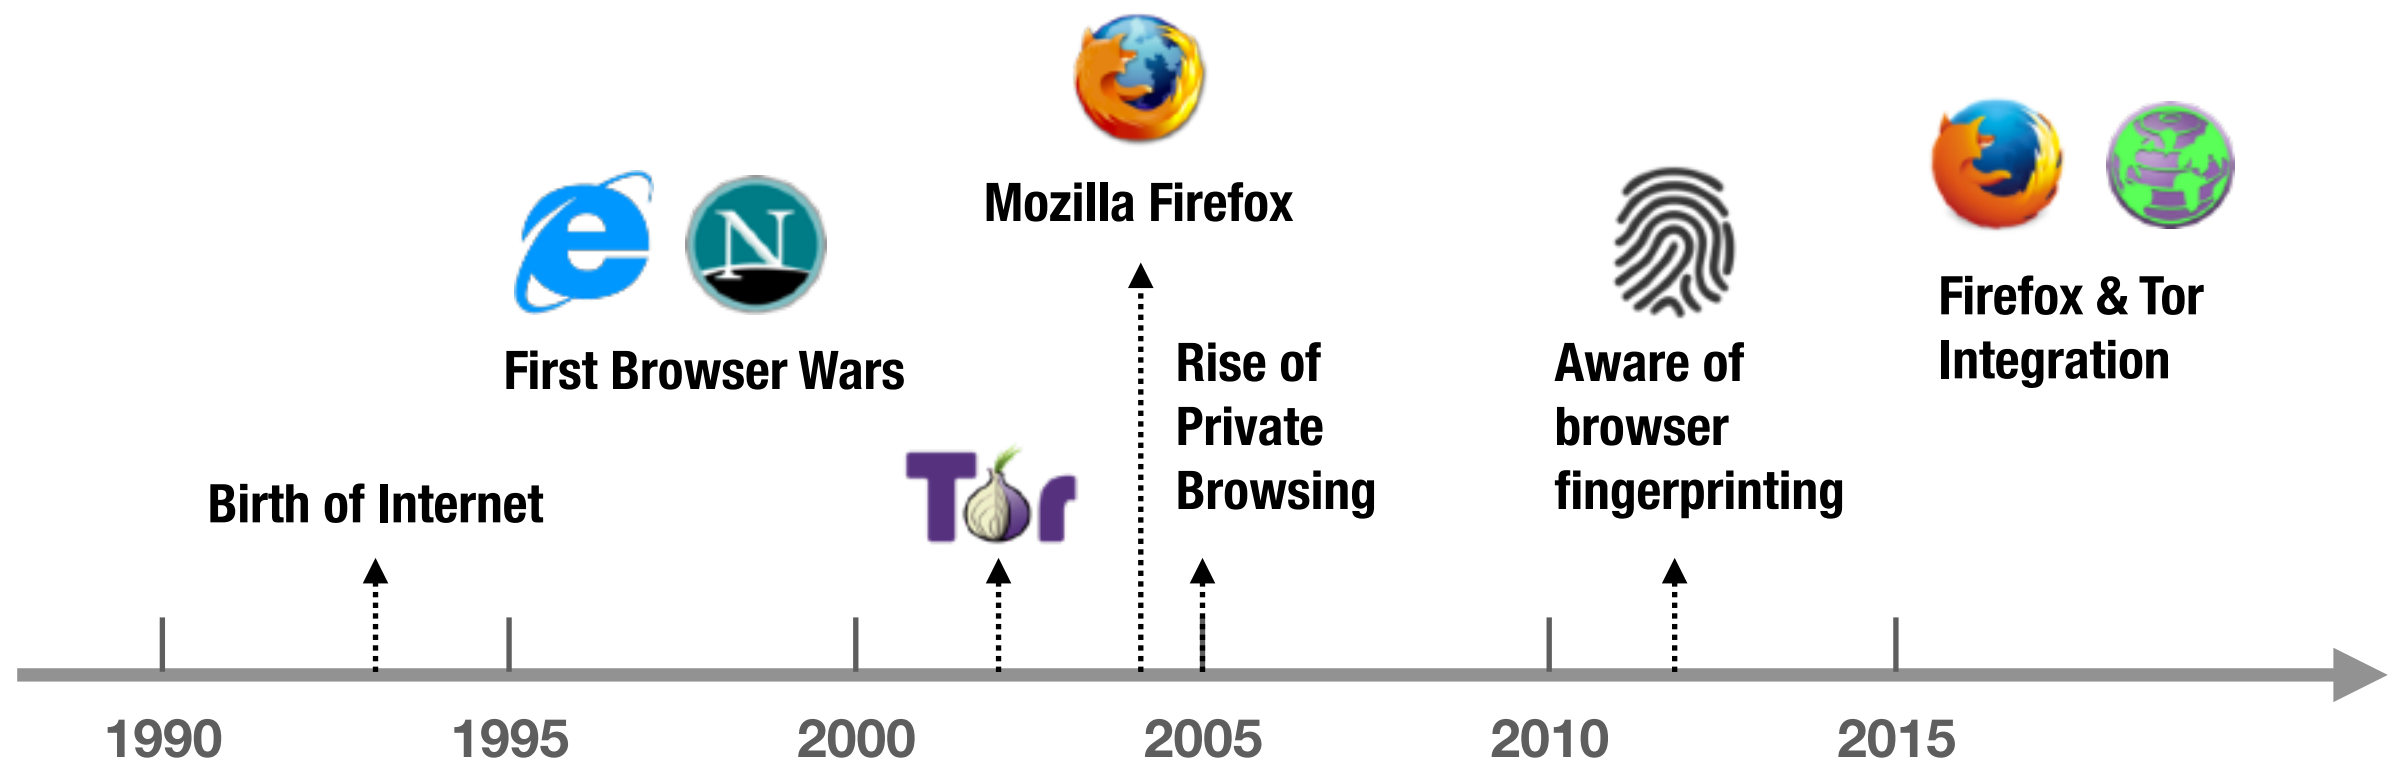 Mozilla Firefox
N
First Browser Wars
Firefox & Tor
Integration
Rise of
Private
Browsing
Aware of
browser
fingerprinting
Birth of Internet
Tor
1990
1995
2000
2005
2010
2015